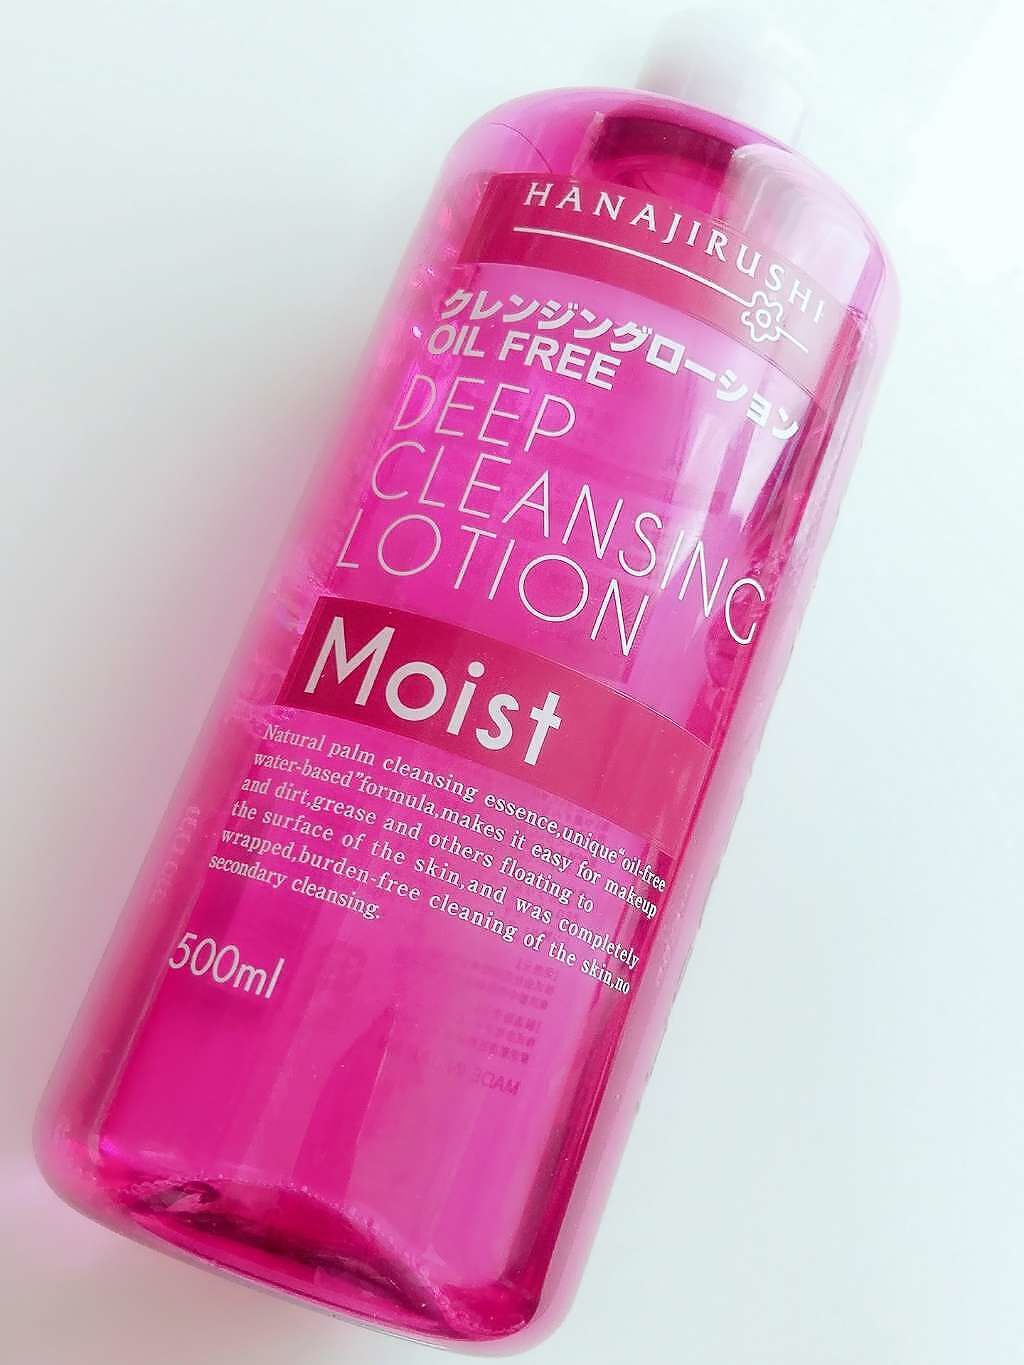 HANAJIRUSHI
クレンジングローション
OIL FREE
DEEP
CLEANSING
LOTION
Moist
Natural palm cleansing essence,unique“oil-free
water-based”formula,makes it easy for makeup
and dirt,grease and others floating to
the surface of the skin,and was completely
wrapped,burden-free cleaning of the skin,no
secondary cleansing.
500ml
MADE IN